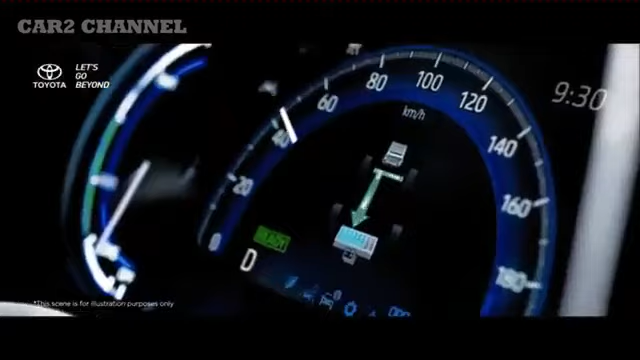 CAR2 CHANNEL
TOYOTA
LET'S
GO
BEYOND
9:30
0
20
40
60
80
100
120
140
160
180
km/h
D
*This scene is for illustration purposes only